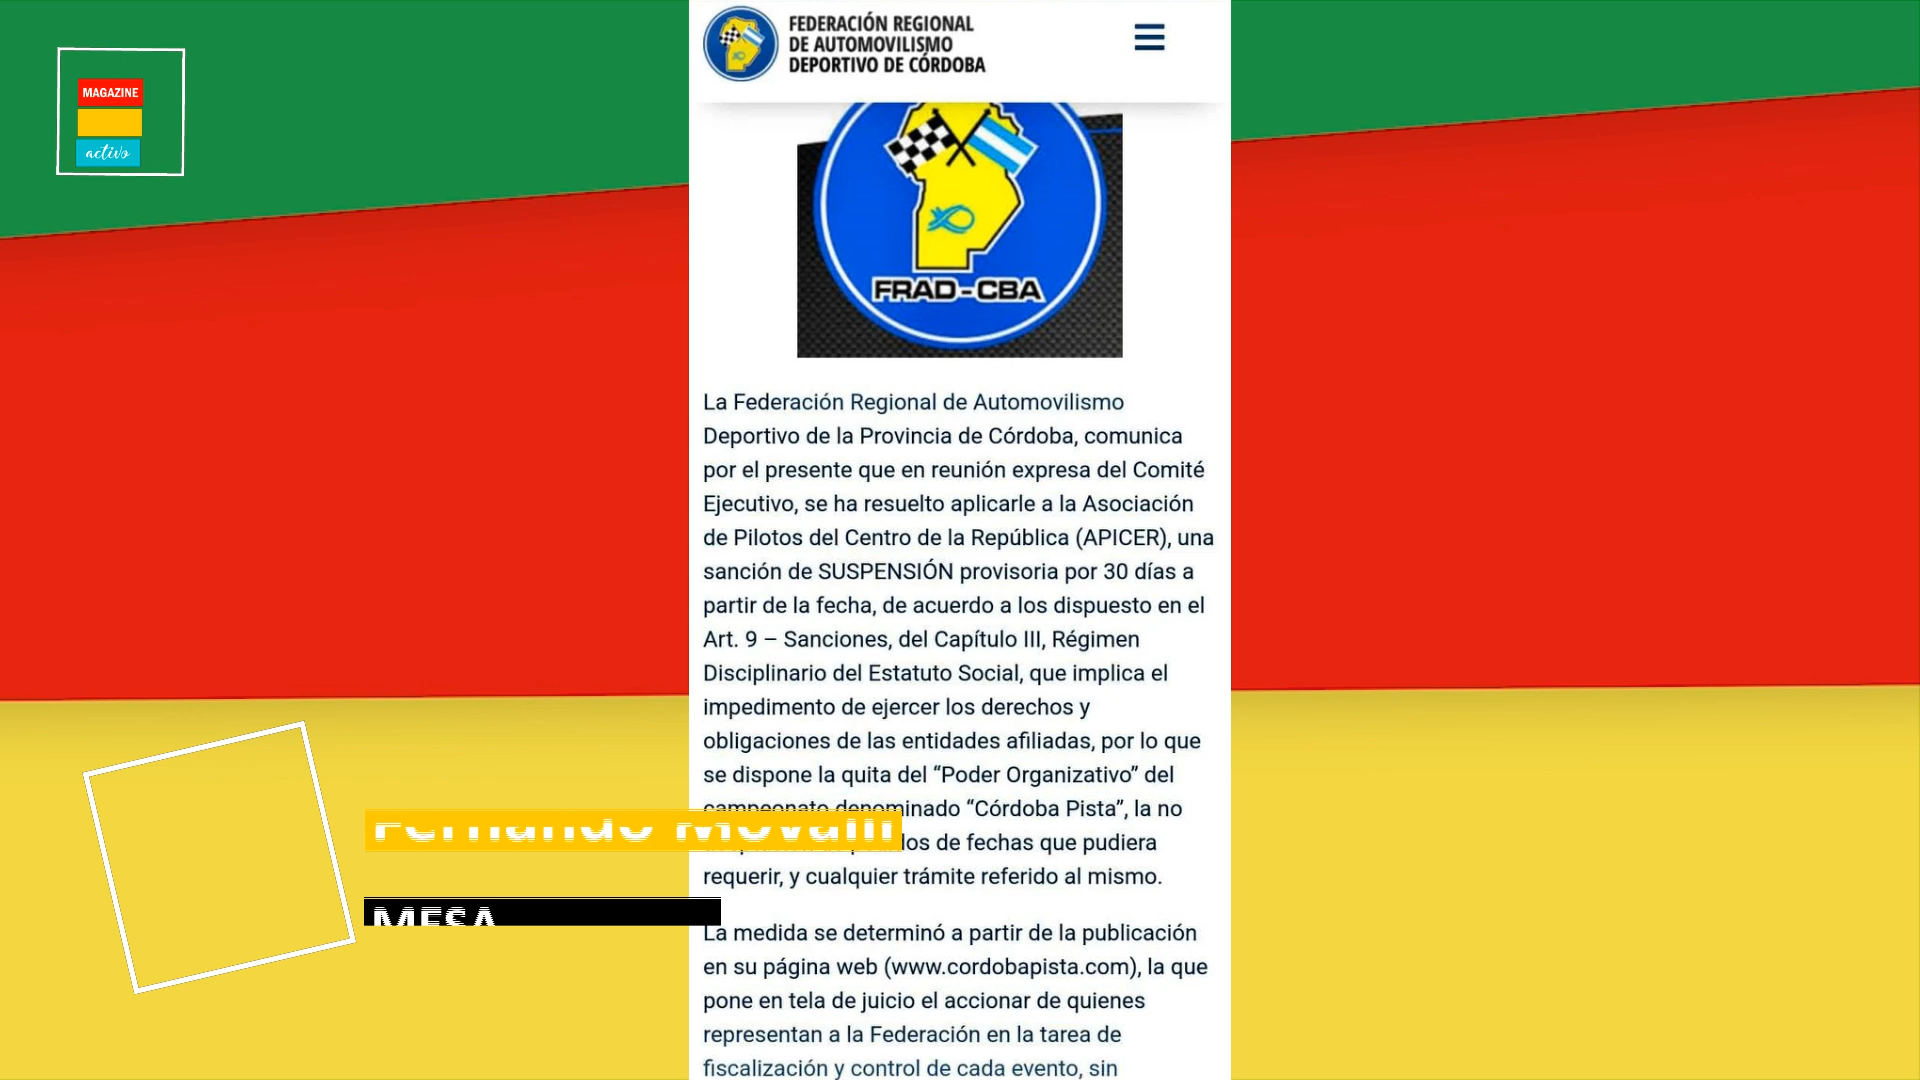 FEDERACIÓN REGIONAL
DE AUTOMOVILISMO
DEPORTIVO DE CÓRDOBA
MAGAZINE
activo
FRAD-CBA
La Federación Regional de Automovilismo
Deportivo de la Provincia de Córdoba, comunica
por el presente que en reunión expresa del Comité
Ejecutivo, se ha resuelto aplicarle a la Asociación
de Pilotos del Centro de la República (APICER), una
sanción de SUSPENSIÓN provisoria por 30 días a
partir de la fecha, de acuerdo a los dispuesto en el
Art. 9 – Sanciones, del Capítulo III, Régimen
Disciplinario del Estatuto Social, que implica el
impedimento de ejercer los derechos y
obligaciones de las entidades afiliadas, por lo que
se dispone la quita del “Poder Organizativo” del
campeonato denominado “Córdoba Pista”, la no
los de fechas que pudiera
requerir, y cualquier trámite referido al mismo.
Fernando
MESA
La medida se determinó a partir de la publicación
en su página web (www.cordobapista.com), la que
pone en tela de juicio el accionar de quienes
representan a la Federación en la tarea de
fiscalización y control de cada evento, sin